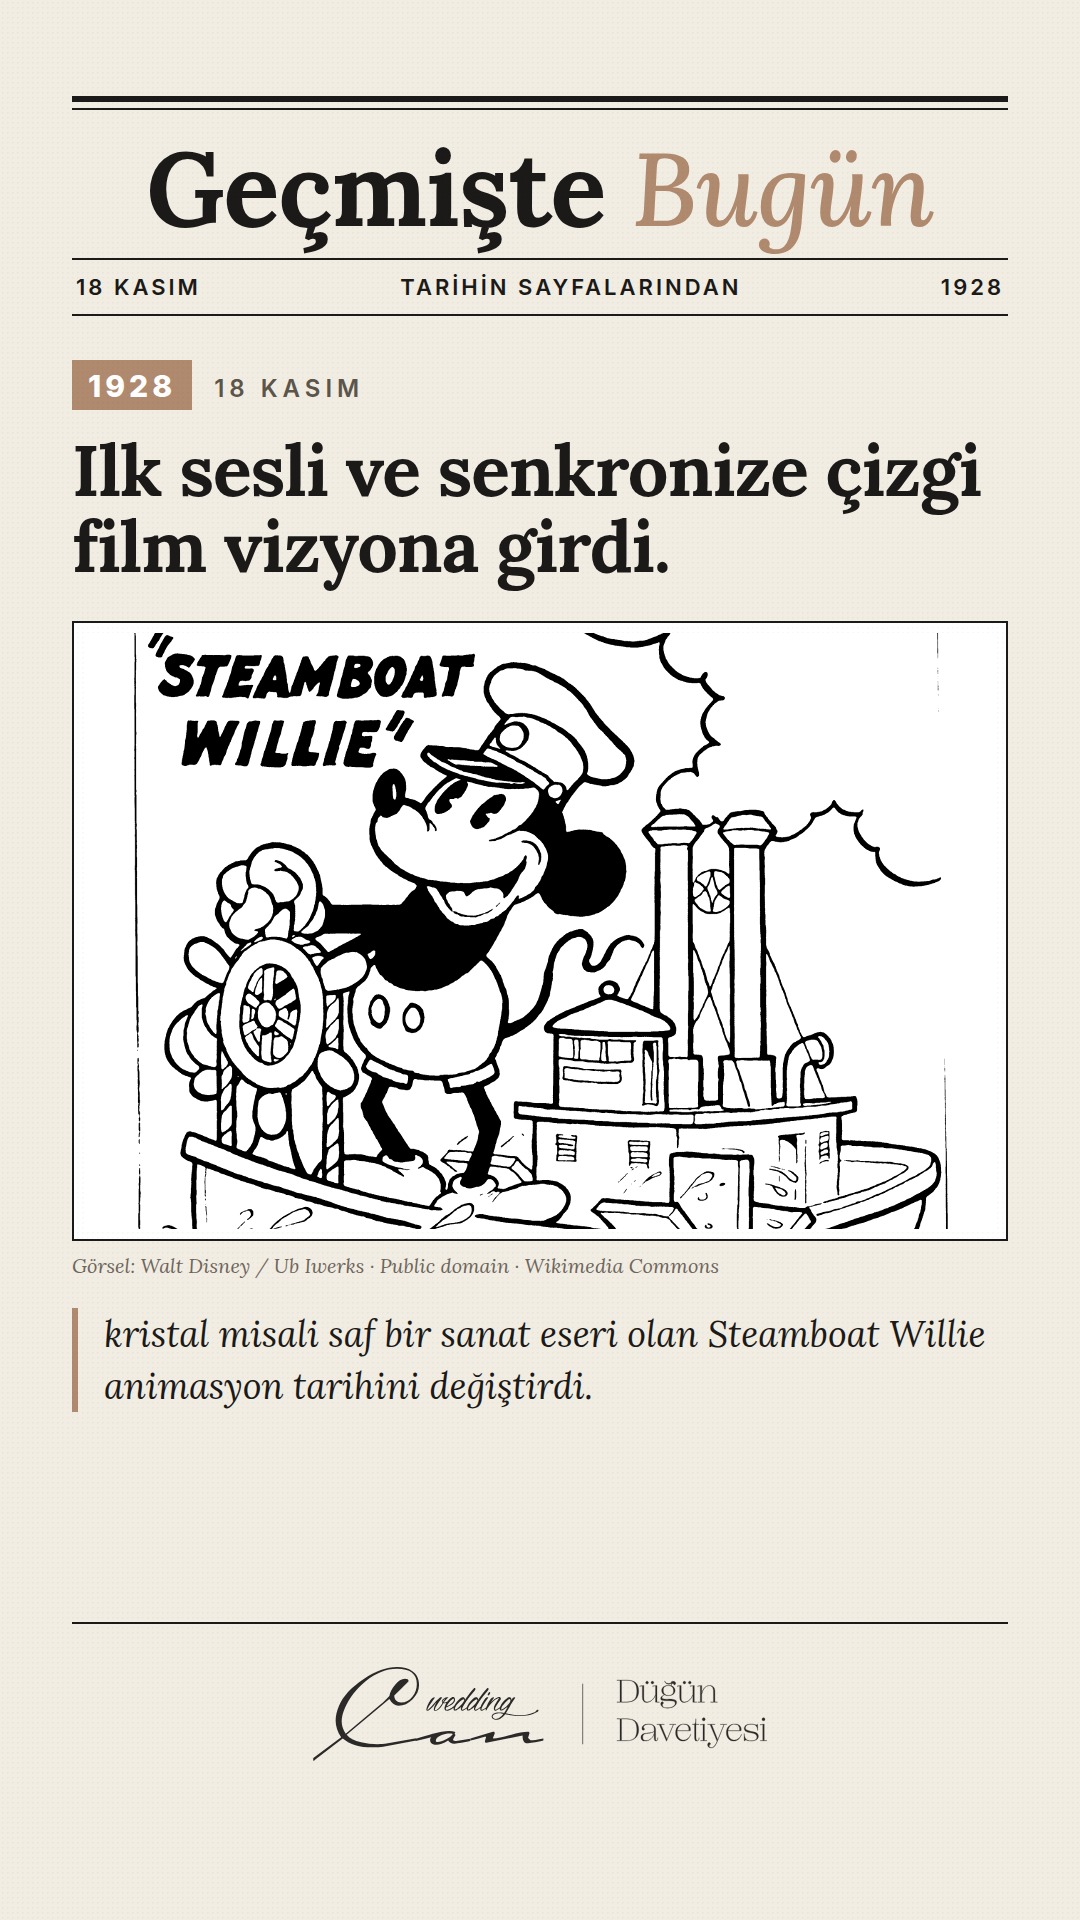 Geçmişte Bugün
18 KASIM TARİHİN SAYFALARINDAN 1928
1928 18 KASIM
Ilk sesli ve senkronize çizgi
film vizyona girdi.
"STEAMBOAT
WILLIE"
Görsel: Walt Disney / Ub Iwerks · Public domain · Wikimedia Commons
kristal misali saf bir sanat eseri olan Steamboat Willie
animasyon tarihini değiştirdi.
wedding
Can
Düğün
Davetiyesi